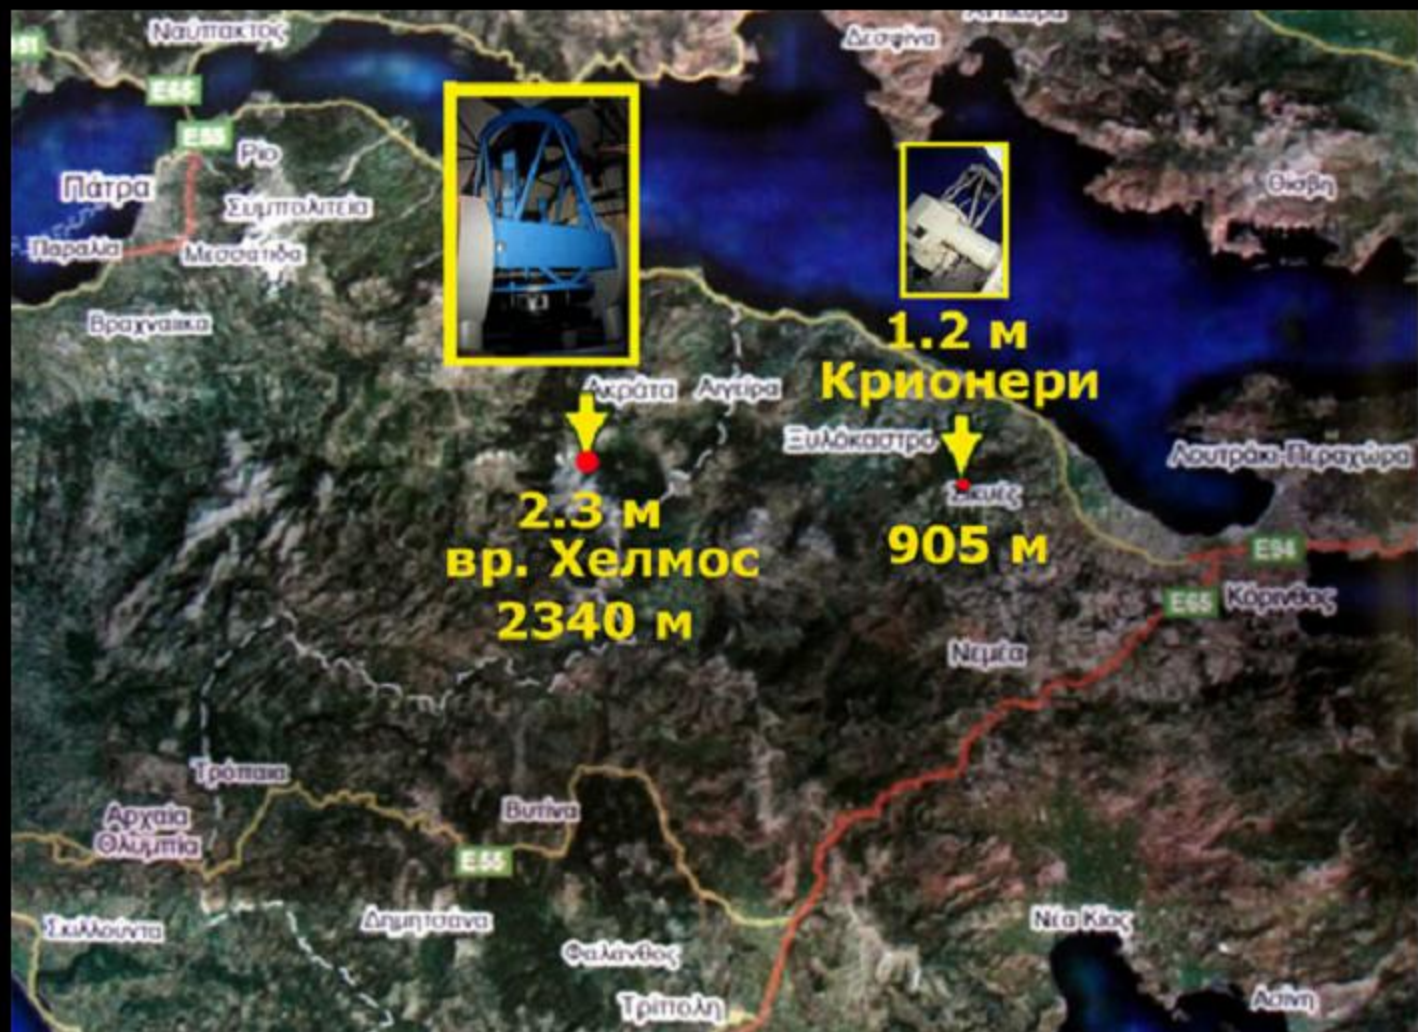 Ναύπακτος
Δεσφίνα
E65
E55
Ρίο
Πάτρα
Θίσβη
Συμπολιτεία
Παραλία
Μεσσάτιδα
Βραχναίικα
1.2 м
Крионери
Ακράτα
Αιγείρα
Ξυλόκαστρο
Λουτράκι-Περαχώρα
Συκιές
2.3 м
вр. Хелмос
2340 м
905 м
E94
E65
Κόρινθος
Νεμέα
Τρόπαια
Αρχαία
Ολυμπία
Βυτίνα
E55
Σκιλλούντα
Δημητσάνα
Νέα Κίος
Φαλάνθος
Τρίπολη
Ασίνη